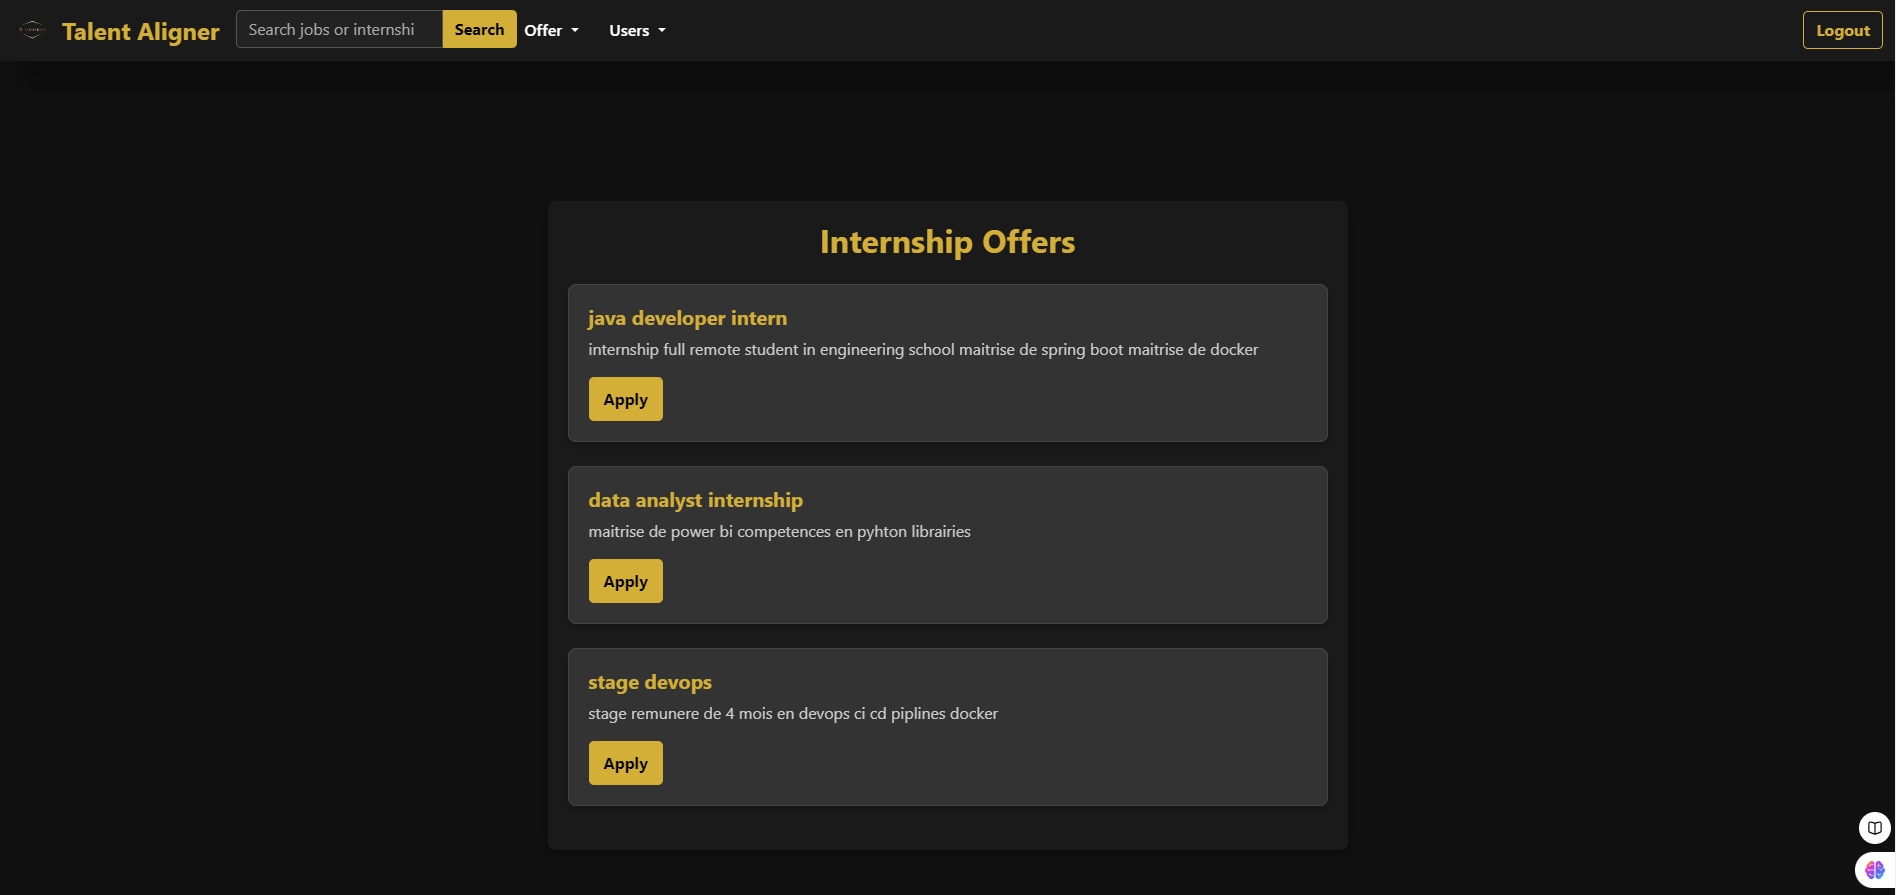 Talent Aligner
Search jobs or internshi
Search
Offer
Users
Logout
Internship Offers
java developer intern
internship full remote student in engineering school maitrise de spring boot maitrise de docker
Apply
data analyst internship
maitrise de power bi competences en pyhton librairies
Apply
stage devops
stage remunere de 4 mois en devops ci cd piplines docker
Apply